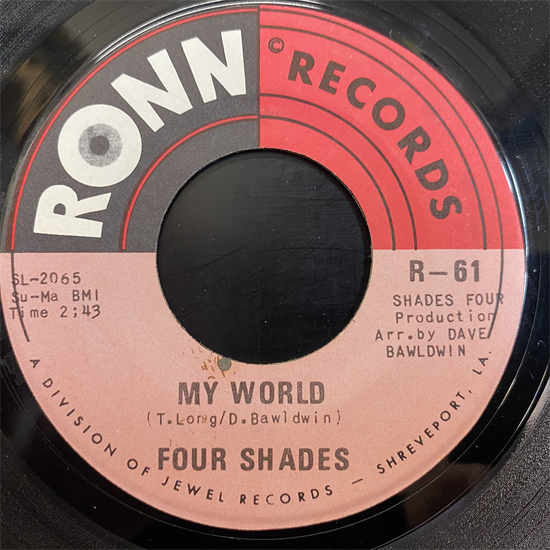 RONN © RECORDS
SL-2065
Su-Ma BMI
Time 2;43
R-61
SHADES FOUR
Production
Arr.by DAVE
BAWLDWIN
MY WORLD
(T.Long/D.Bawldwin)
FOUR SHADES
A DIVISION OF JEWEL RECORDS — SHREVEPORT, LA.